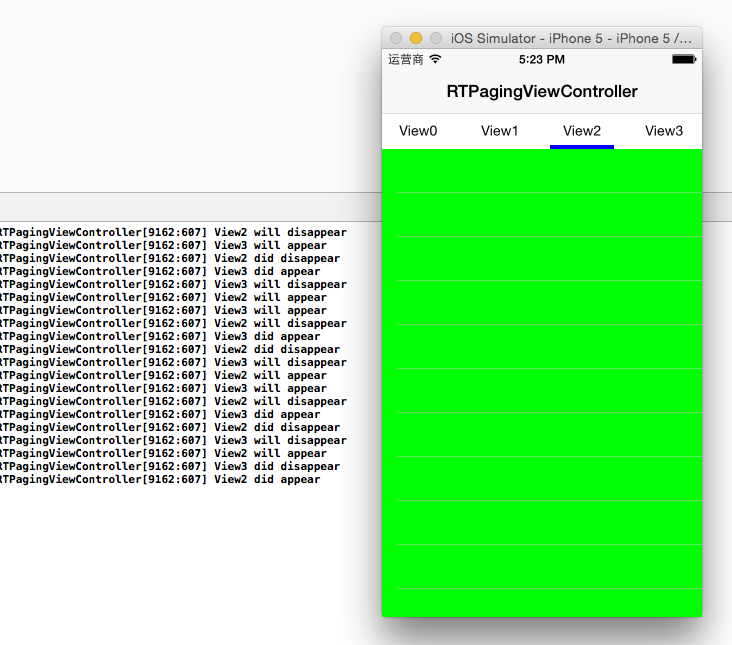 iOS Simulator - iPhone 5 - iPhone 5 /...
运营商 5:23 PM
RTPagingViewController
View0 View1 View2 View3
RTPagingViewController[9162:607] View2 will disappear
RTPagingViewController[9162:607] View3 will appear
RTPagingViewController[9162:607] View2 did disappear
RTPagingViewController[9162:607] View3 did appear
RTPagingViewController[9162:607] View3 will disappear
RTPagingViewController[9162:607] View2 will appear
RTPagingViewController[9162:607] View3 will appear
RTPagingViewController[9162:607] View2 will disappear
RTPagingViewController[9162:607] View3 did appear
RTPagingViewController[9162:607] View2 did disappear
RTPagingViewController[9162:607] View3 will disappear
RTPagingViewController[9162:607] View2 will appear
RTPagingViewController[9162:607] View3 will appear
RTPagingViewController[9162:607] View2 will disappear
RTPagingViewController[9162:607] View3 did appear
RTPagingViewController[9162:607] View2 did disappear
RTPagingViewController[9162:607] View3 will disappear
RTPagingViewController[9162:607] View2 will appear
RTPagingViewController[9162:607] View3 did disappear
RTPagingViewController[9162:607] View2 did appear